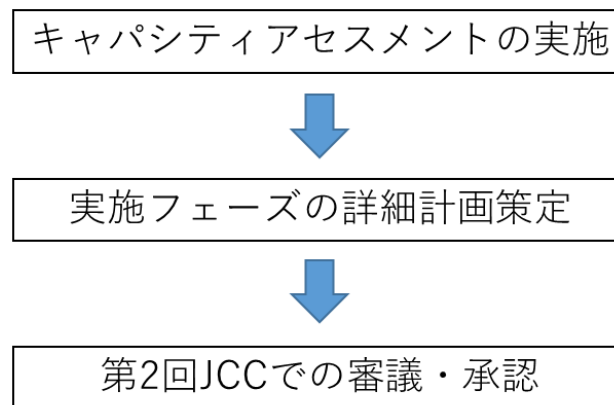 キャパシティアセスメントの実施
実施フェーズの詳細計画策定
第2回JCCでの審議・承認